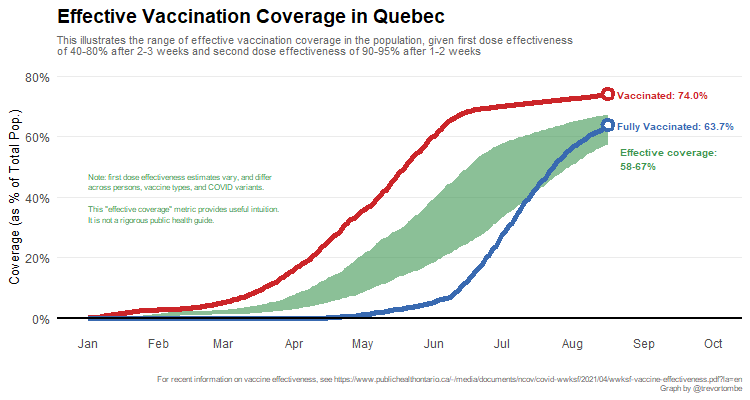 Effective Vaccination Coverage in Quebec
This illustrates the range of effective vaccination coverage in the population, given first dose effectiveness
of 40-80% after 2-3 weeks and second dose effectiveness of 90-95% after 1-2 weeks
Coverage (as % of Total Pop.)
80%
60%
40%
20%
0%
Vaccinated: 74.0%
Fully Vaccinated: 63.7%
Effective coverage:
58-67%
Note: first dose effectiveness estimates vary, and differ
across persons, vaccine types, and COVID variants.
This "effective coverage" metric provides useful intuition.
It is not a rigorous public health guide.
Jan Feb Mar Apr May Jun Jul Aug Sep Oct
For recent information on vaccine effectiveness, see https://www.publichealthontario.ca/-/media/documents/ncov/covid-wwksf/2021/04/wwksf-vaccine-effectiveness.pdf?la=en
Graph by @trevortombe